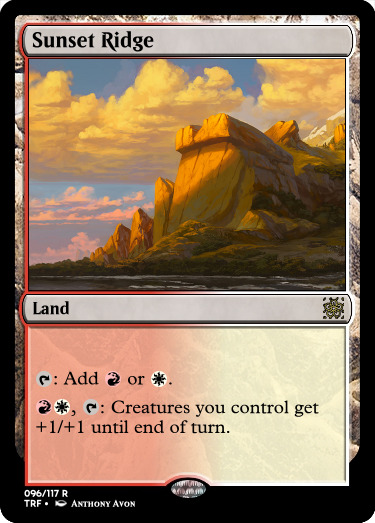 Sunset Ridge
Land
: Add or .
, : Creatures you control get
+1/+1 until end of turn.
096/117 R
TRF • Anthony Avon